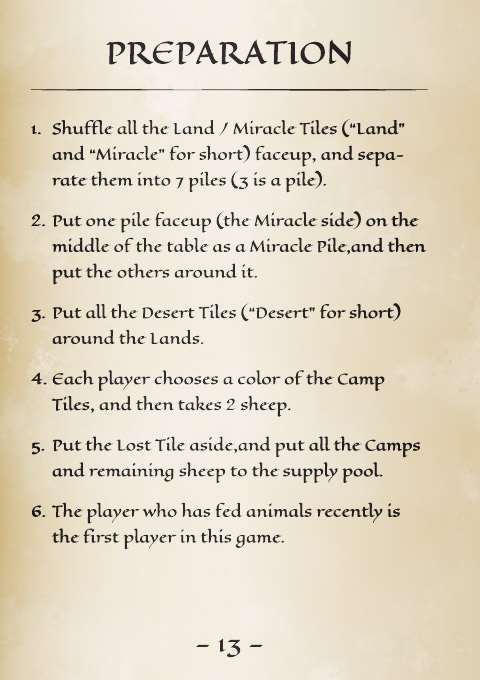 PREPARATION
1. Shuffle all the Land / Miracle Tiles (“Land”
and “Miracle” for short) faceup, and sepa-
rate them into 7 piles (3 is a pile).
2. Put one pile faceup (the Miracle side) on the
middle of the table as a Miracle Pile,and then
put the others around it.
3. Put all the Desert Tiles (“Desert” for short)
around the Lands.
4. Each player chooses a color of the Camp
Tiles, and then takes 2 sheep.
5. Put the Lost Tile aside,and put all the Camps
and remaining sheep to the supply pool.
6. The player who has fed animals recently is
the first player in this game.
– 13 –